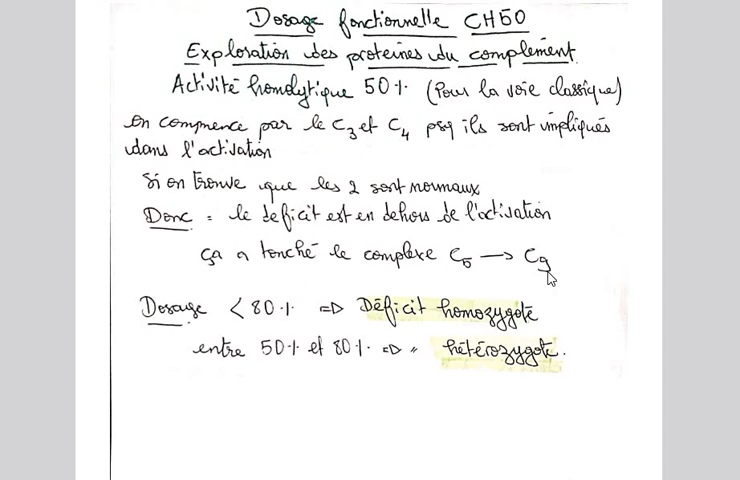 Dosage fonctionnelle CH50
Exploration des proteines du complément
Activité homolytique 50% (Pour la voie classique)
on commence par le C3 et C4 psq ils sont impliqués
dans l'activation
Si on trouve que les 2 sont normaux
Donc = le deficit est en dehors de l'activation
ça a touché le complexe C5 → C9
Dosage < 80% => Déficit homozygote
entre 50% et 80% => " hétérozygote.